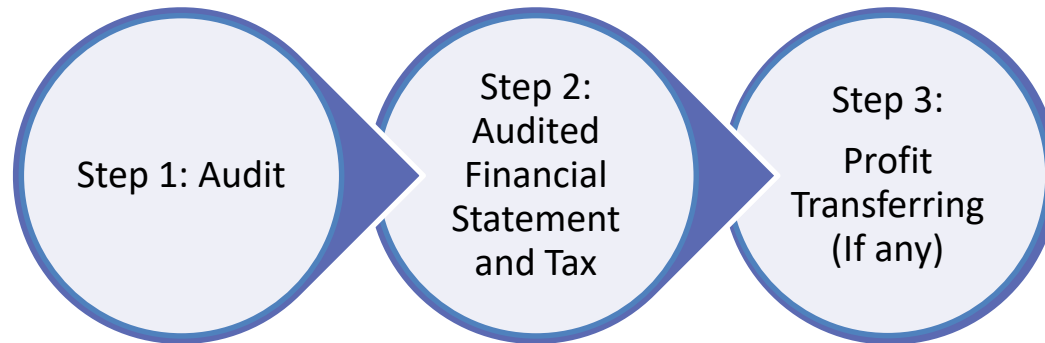 Step 1: Audit
Step 2:
Audited
Financial
Statement
and Tax
Step 3:
Profit
Transferring
(If any)